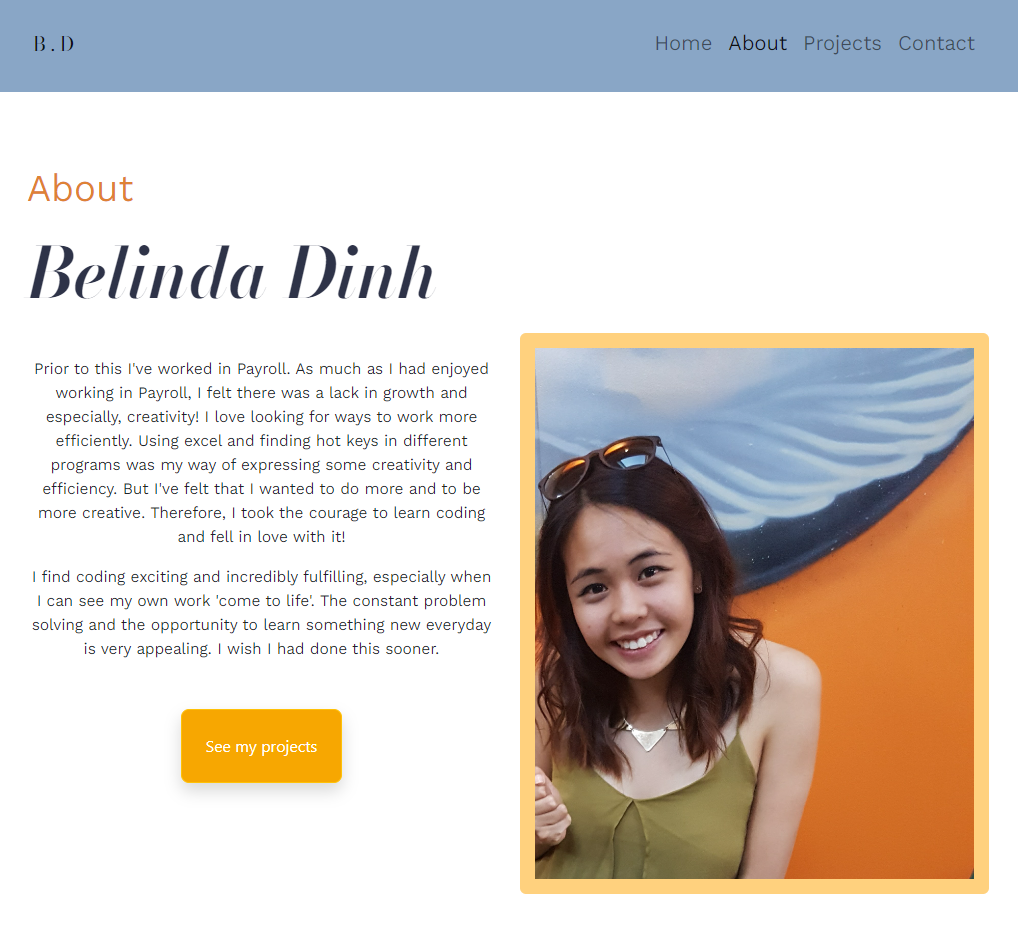 B.D
Home About Projects Contact
About
Belinda Dinh
Prior to this I've worked in Payroll. As much as I had enjoyed
working in Payroll, I felt there was a lack in growth and
especially, creativity! I love looking for ways to work more
efficiently. Using excel and finding hot keys in different
programs was my way of expressing some creativity and
efficiency. But I've felt that I wanted to do more and to be
more creative. Therefore, I took the courage to learn coding
and fell in love with it!
I find coding exciting and incredibly fulfilling, especially when
I can see my own work 'come to life'. The constant problem
solving and the opportunity to learn something new everyday
is very appealing. I wish I had done this sooner.
See my projects